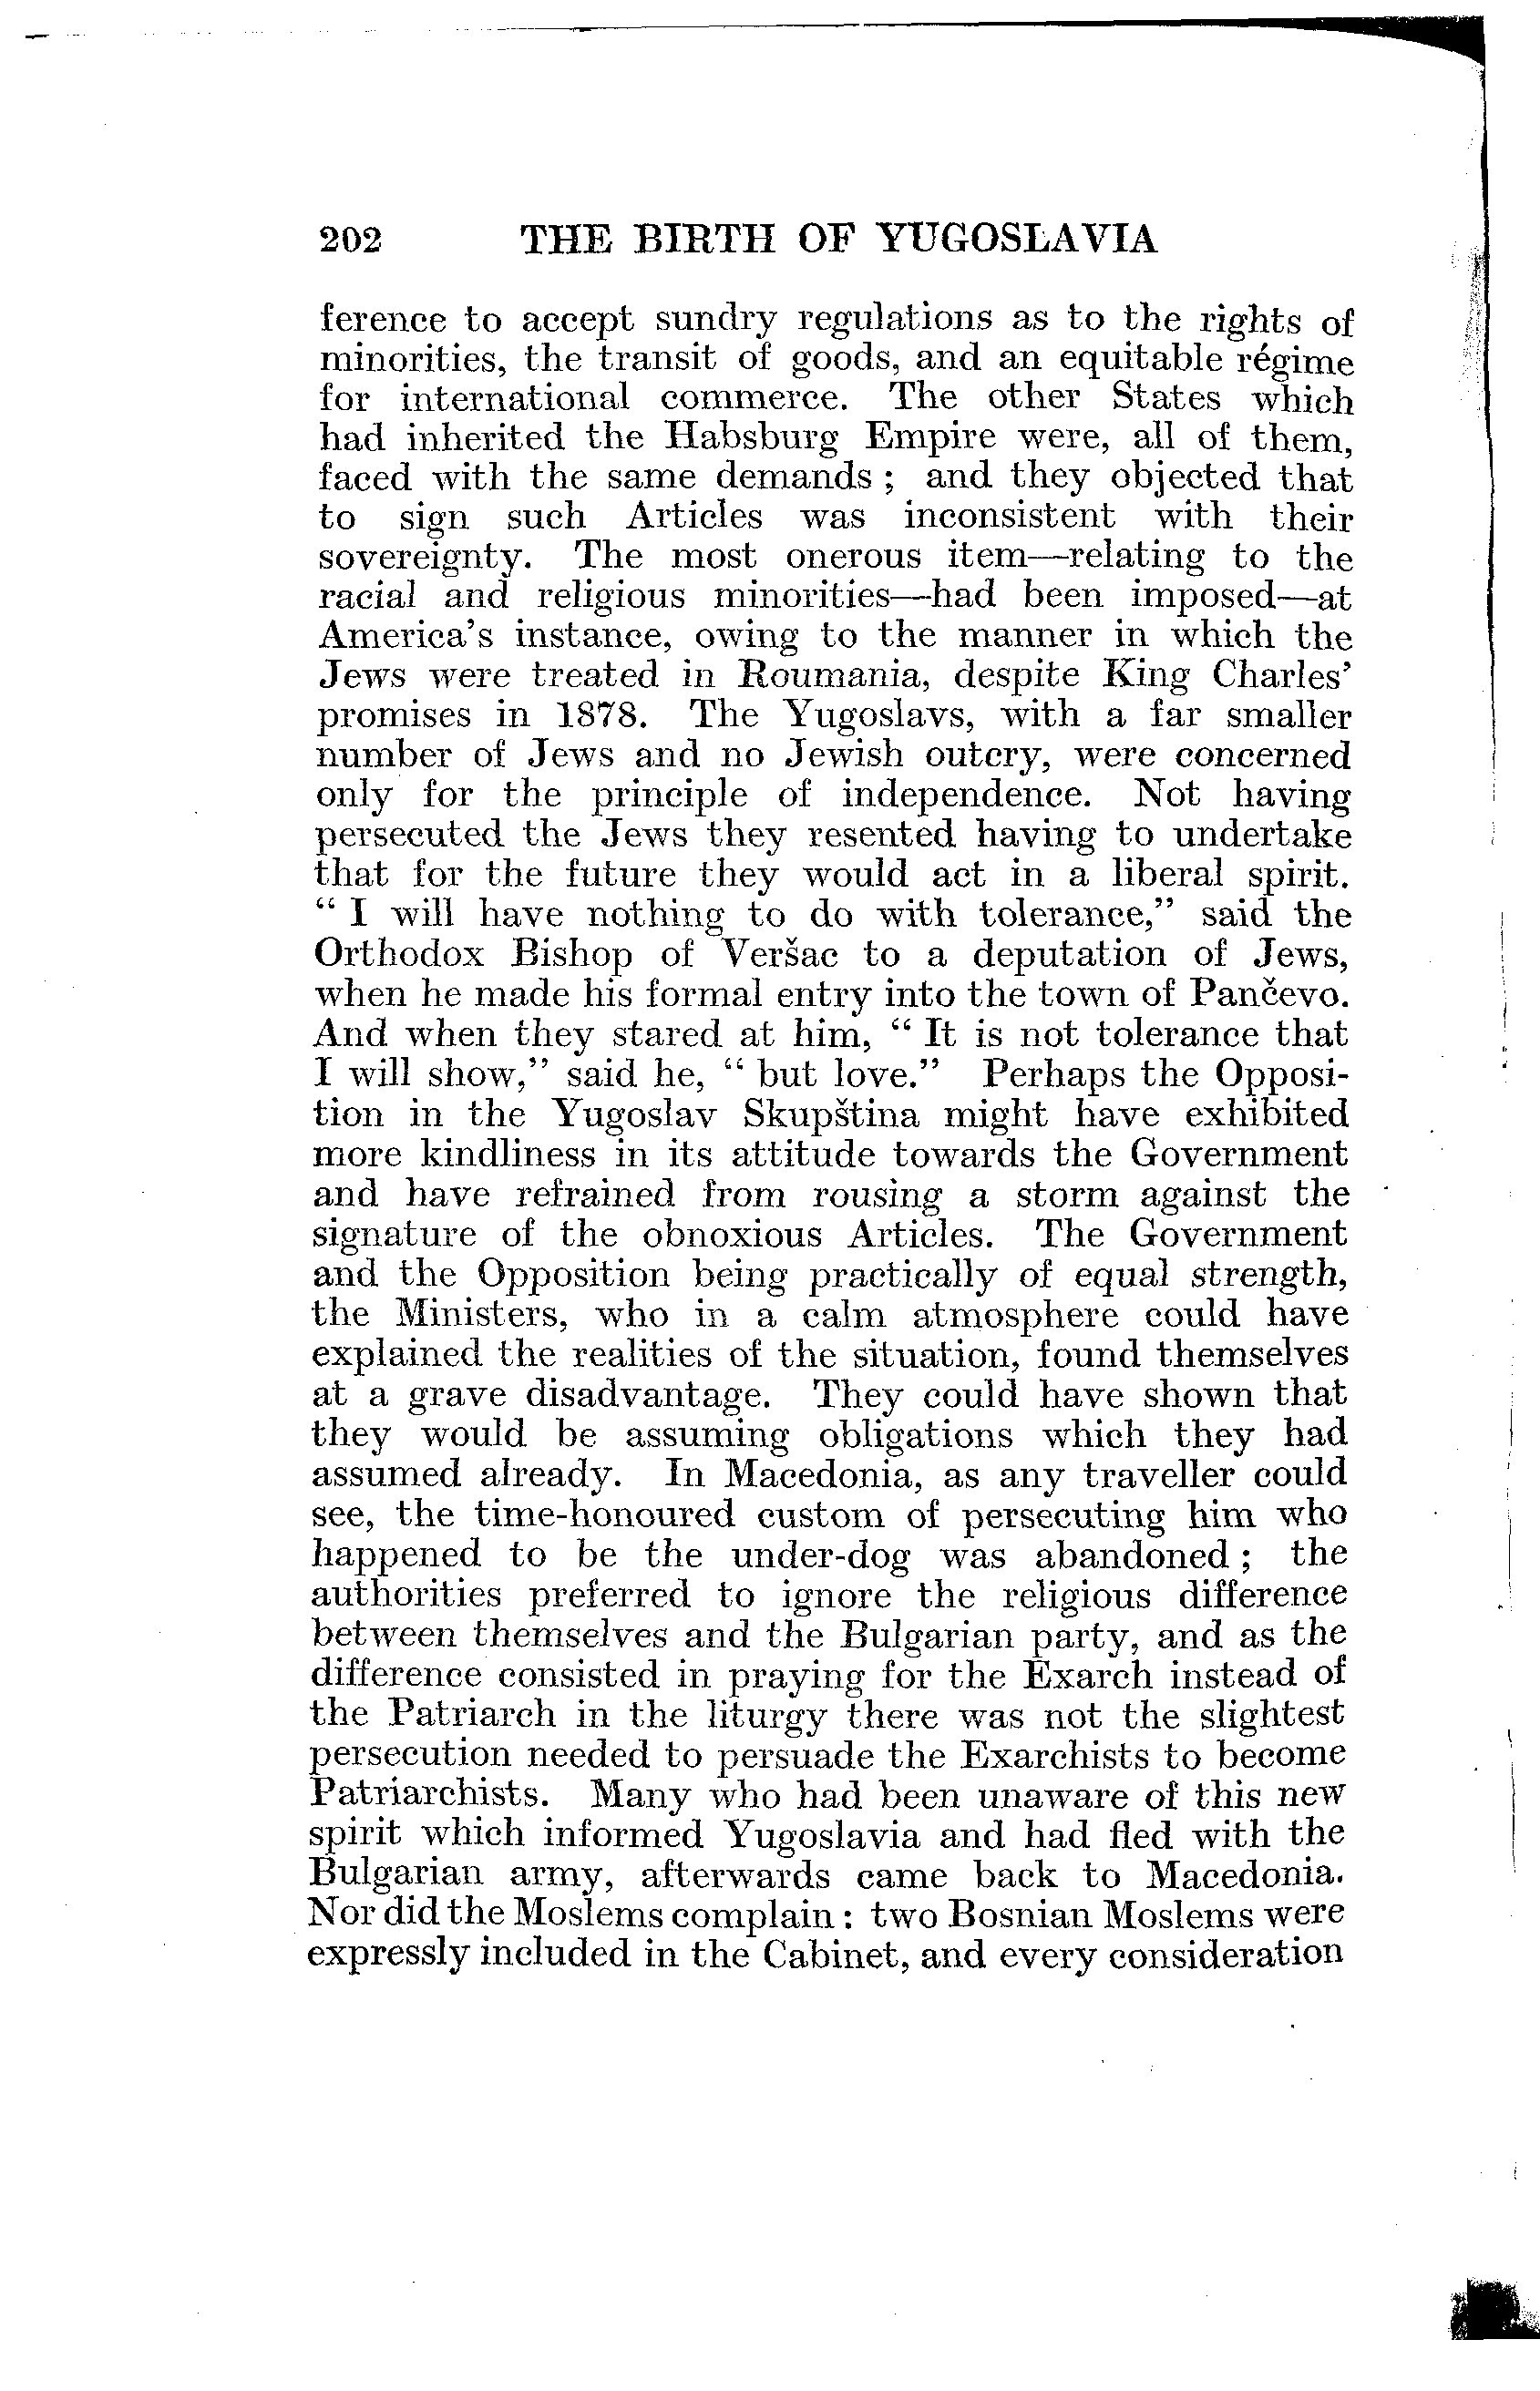 202 THE BIRTH OF YUGOSLAVIA
ference to accept sundry regulations as to the rights of
minorities, the transit of goods, and an equitable régime
for international commerce. The other States which
had inherited the Habsburg Empire were, all of them,
faced with the same demands ; and they objected that
to sign such Articles was inconsistent with their
sovereignty. The most onerous item—relating to the
racial and religious minorities—had been imposed—at
America's instance, owing to the manner in which the
Jews were treated in Roumania, despite King Charles'
promises in 1878. The Yugoslavs, with a far smaller
number of Jews and no Jewish outcry, were concerned
only for the principle of independence. Not having
persecuted the Jews they resented having to undertake
that for the future they would act in a liberal spirit.
“ I will have nothing to do with tolerance,” said the
Orthodox Bishop of Veršac to a deputation of Jews,
when he made his formal entry into the town of Pančevo.
And when they stared at him, “ It is not tolerance that
I will show,” said he, “ but love.” Perhaps the Opposi-
tion in the Yugoslav Skupština might have exhibited
more kindliness in its attitude towards the Government
and have refrained from rousing a storm against the
signature of the obnoxious Articles. The Government
and the Opposition being practically of equal strength,
the Ministers, who in a calm atmosphere could have
explained the realities of the situation, found themselves
at a grave disadvantage. They could have shown that
they would be assuming obligations which they had
assumed already. In Macedonia, as any traveller could
see, the time-honoured custom of persecuting him who
happened to be the under-dog was abandoned ; the
authorities preferred to ignore the religious difference
between themselves and the Bulgarian party, and as the
difference consisted in praying for the Exarch instead of
the Patriarch in the liturgy there was not the slightest
persecution needed to persuade the Exarchists to become
Patriarchists. Many who had been unaware of this new
spirit which informed Yugoslavia and had fled with the
Bulgarian army, afterwards came back to Macedonia.
Nor did the Moslems complain : two Bosnian Moslems were
expressly included in the Cabinet, and every consideration